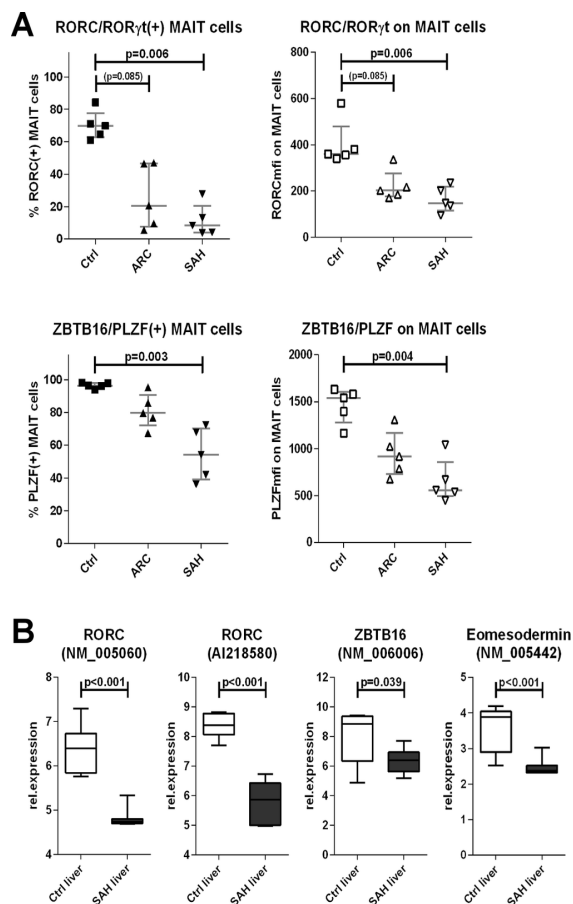 A
RORC/RORγt(+) MAIT cells
p=0.006
(p=0.085)
% RORC(+) MAIT cells
100
80
60
40
20
0
Ctrl
ARC
SAH
RORC/RORγt on MAIT cells
p=0.006
(p=0.085)
RORCmfi on MAIT cells
800
600
400
200
0
Ctrl
ARC
SAH
ZBTB16/PLZF(+) MAIT cells
p=0.003
% PLZF(+) MAIT cells
100
80
60
40
20
0
Ctrl
ARC
SAH
ZBTB16/PLZF on MAIT cells
p=0.004
PLZFmfi on MAIT cells
2000
1500
1000
500
0
Ctrl
ARC
SAH
B
RORC
(NM_005060)
p<0.001
rel.expression
8
7
6
5
4
Ctrl liver
SAH liver
RORC
(AI218580)
p<0.001
rel.expression
10
9
8
7
6
5
4
Ctrl liver
SAH liver
ZBTB16
(NM_006006)
p=0.039
rel.expression
12
10
8
6
4
2
0
Ctrl liver
SAH liver
Eomesodermin
(NM_005442)
p<0.001
rel.expression
5
4
3
2
1
0
Ctrl liver
SAH liver